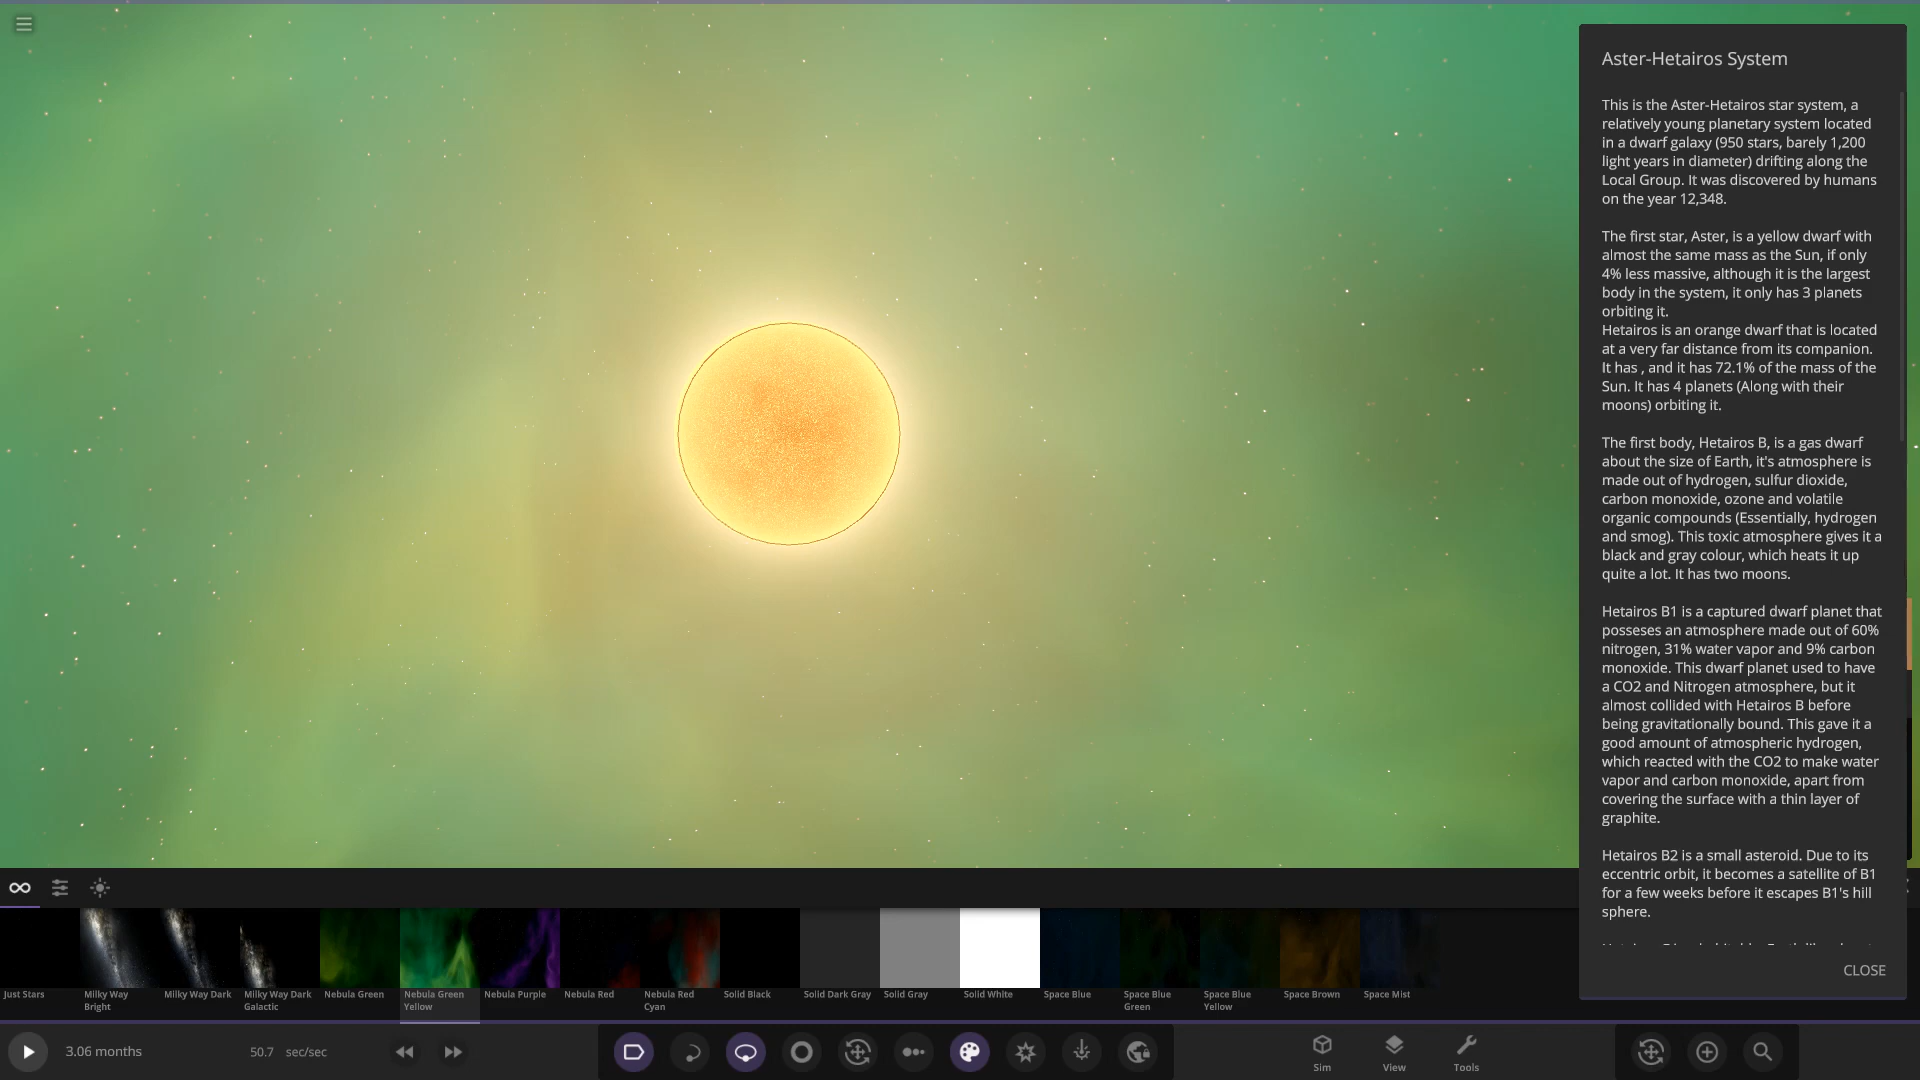 Aster-Hetairos System
This is the Aster-Hetairos star system, a
relatively young planetary system located
in a dwarf galaxy (950 stars, barely 1,200
light years in diameter) drifting along the
Local Group. It was discovered by humans
on the year 12,348.
The first star, Aster, is a yellow dwarf with
almost the same mass as the Sun, if only
4% less massive, although it is the largest
body in the system, it only has 3 planets
orbiting it.
Hetairos is an orange dwarf that is located
at a very far distance from its companion.
It has , and it has 72.1% of the mass of the
Sun. It has 4 planets (Along with their
moons) orbiting it.
The first body, Hetairos B, is a gas dwarf
about the size of Earth, it's atmosphere is
made out of hydrogen, sulfur dioxide,
carbon monoxide, ozone and volatile
organic compounds (Essentially, hydrogen
and smog). This toxic atmosphere gives it a
black and gray colour, which heats it up
quite a lot. It has two moons.
Hetairos B1 is a captured dwarf planet that
posseses an atmosphere made out of 60%
nitrogen, 31% water vapor and 9% carbon
monoxide. This dwarf planet used to have
a CO2 and Nitrogen atmosphere, but it
almost collided with Hetairos B before
being gravitationally bound. This gave it a
good amount of atmospheric hydrogen,
which reacted with the CO2 to make water
vapor and carbon monoxide, apart from
covering the surface with a thin layer of
graphite.
Hetairos B2 is a small asteroid. Due to its
eccentric orbit, it becomes a satellite of B1
for a few weeks before it escapes B1's hill
sphere.
CLOSE
Just Stars
Milky Way
Bright
Milky Way Dark
Milky Way Dark
Galactic
Nebula Green
Nebula Green
Yellow
Nebula Purple
Nebula Red
Nebula Red
Cyan
Solid Black
Solid Dark Gray
Solid Gray
Solid White
Space Blue
Space Blue
Green
Space Blue
Yellow
Space Brown
Space Mist
3.06 months
50.7 sec/sec
Sim
View
Tools